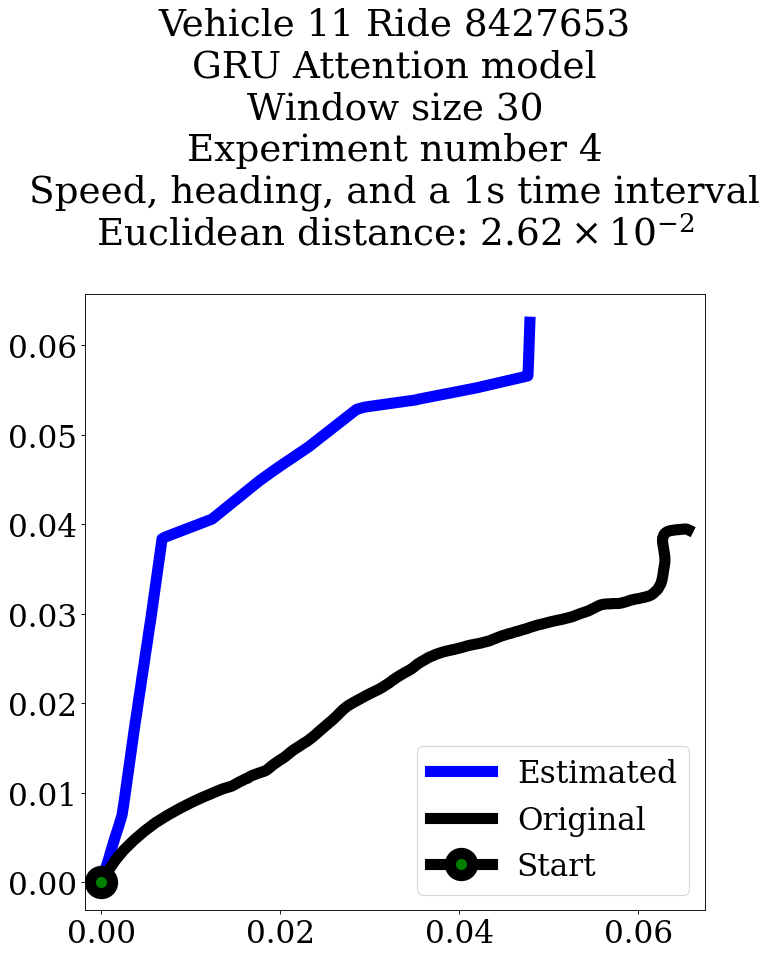 Vehicle 11 Ride 8427653
GRU Attention model
Window size 30
Experiment number 4
Speed, heading, and a 1s time interval
Euclidean distance: 2.62 × 10⁻²
0.06
0.05
0.04
0.03
0.02
0.01
0.00
Estimated
Original
Start
0.00 0.02 0.04 0.06